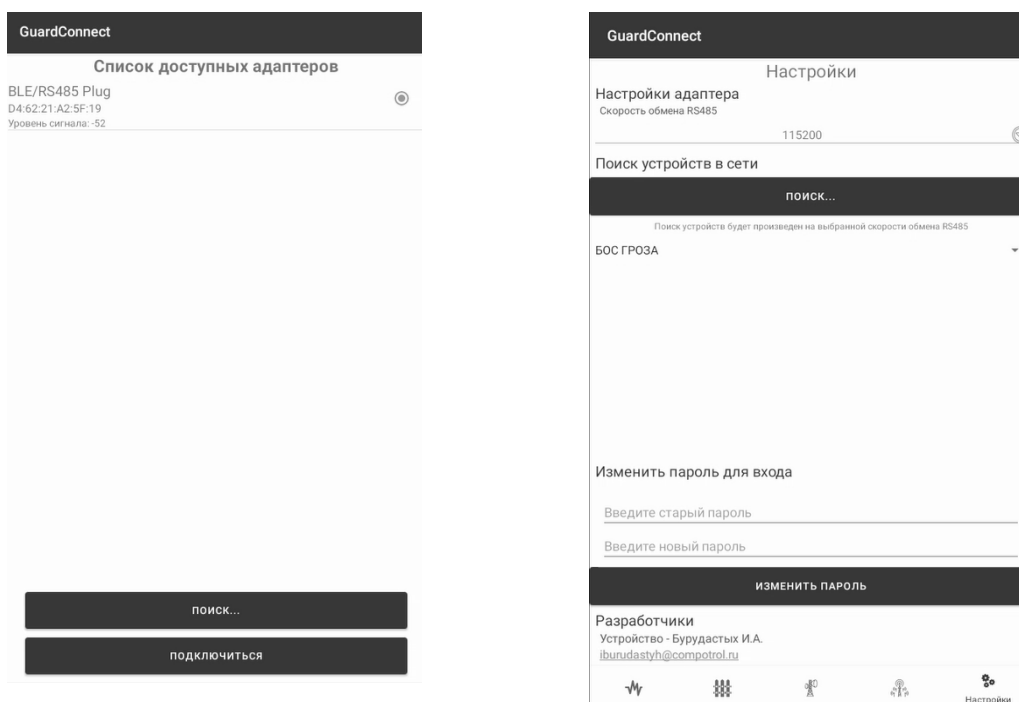 GuardConnect
Список доступных адаптеров
BLE/RS485 Plug
D4:62:21:A2:5F:19
Уровень сигнала: -52
ПОИСК...
ПОДКЛЮЧИТЬСЯ
GuardConnect
Настройки
Настройки адаптера
Скорость обмена RS485
115200
Поиск устройств в сети
ПОИСК...
Поиск устройств будет произведен на выбранной скорости обмена RS485
БОС ГРОЗА
Изменить пароль для входа
Введите старый пароль
Введите новый пароль
ИЗМЕНИТЬ ПАРОЛЬ
Разработчики
Устройство - Бурудастых И.А.
iburudastyh@compotrol.ru
Настройки